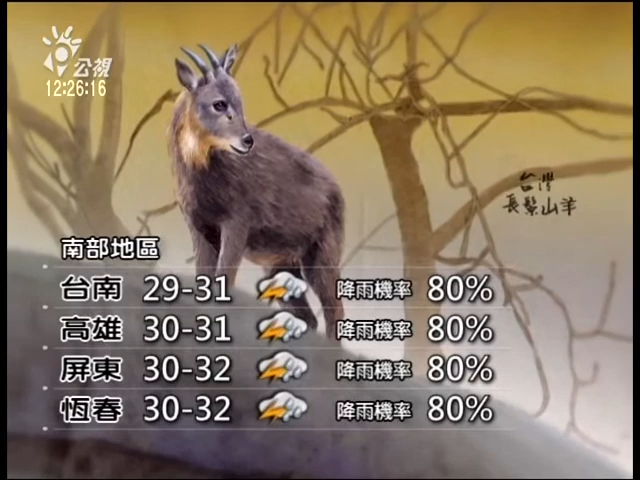 公視
12:26:16
台灣
長鬃山羊
南部地區
台南 29-31 降雨機率 80%
高雄 30-31 降雨機率 80%
屏東 30-32 降雨機率 80%
恆春 30-32 降雨機率 80%